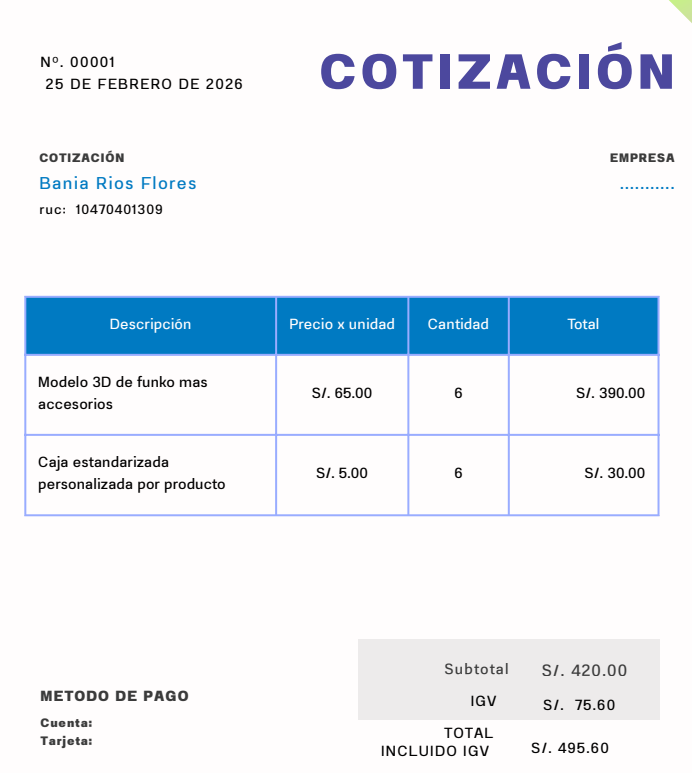 Nº. 00001
25 DE FEBRERO DE 2026
COTIZACIÓN
COTIZACIÓN
Bania Rios Flores
ruc: 10470401309
EMPRESA
...........
Descripción Precio x unidad Cantidad Total
Modelo 3D de funko mas
accesorios
S/. 65.00 6 S/. 390.00
Caja estandarizada
personalizada por producto
S/. 5.00 6 S/. 30.00
Subtotal S/. 420.00
IGV S/. 75.60
TOTAL
INCLUIDO IGV S/. 495.60
METODO DE PAGO
Cuenta:
Tarjeta: